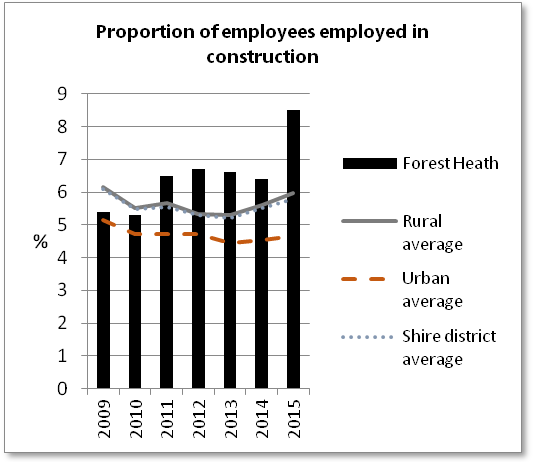 Proportion of employees employed in
construction
9
8
7
6
5
4
3
2
1
0
%
2009
2010
2011
2012
2013
2014
2015
Forest Heath
Rural
average
Urban
average
Shire district
average